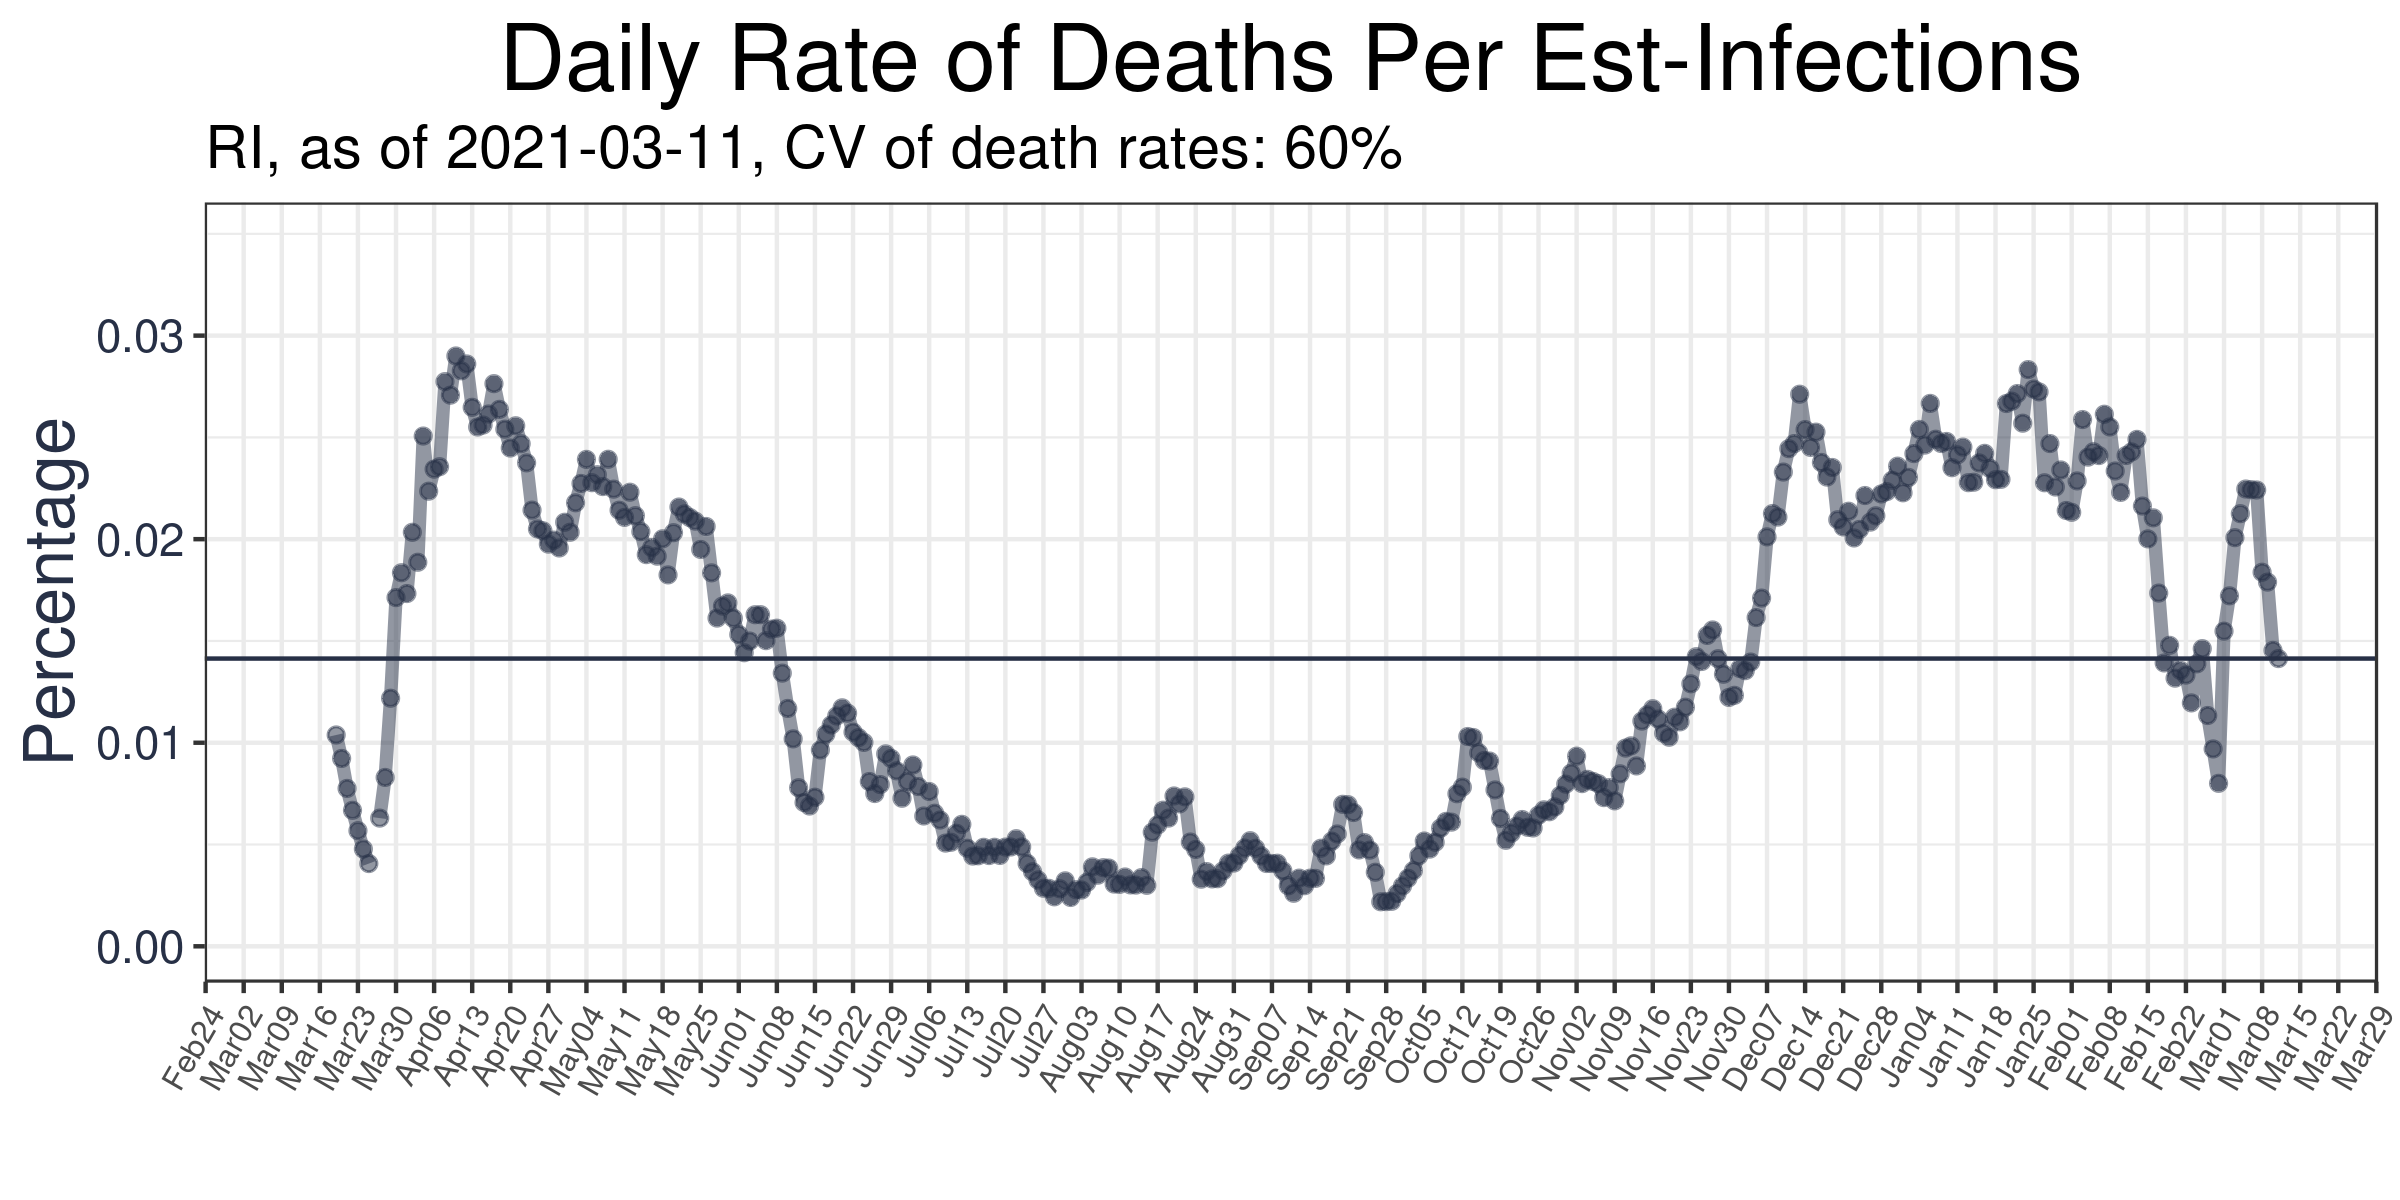 Daily Rate of Deaths Per Est-Infections
RI, as of 2021-03-11, CV of death rates: 60%
Percentage
0.03
0.02
0.01
0.00
Feb24
Mar02
Mar09
Mar16
Mar23
Mar30
Apr06
Apr13
Apr20
Apr27
May04
May11
May18
May25
Jun01
Jun08
Jun15
Jun22
Jun29
Jul06
Jul13
Jul20
Jul27
Aug03
Aug10
Aug17
Aug24
Aug31
Sep07
Sep14
Sep21
Sep28
Oct05
Oct12
Oct19
Oct26
Nov02
Nov09
Nov16
Nov23
Nov30
Dec07
Dec14
Dec21
Dec28
Jan04
Jan11
Jan18
Jan25
Feb01
Feb08
Feb15
Feb22
Mar01
Mar08
Mar15
Mar22
Mar29